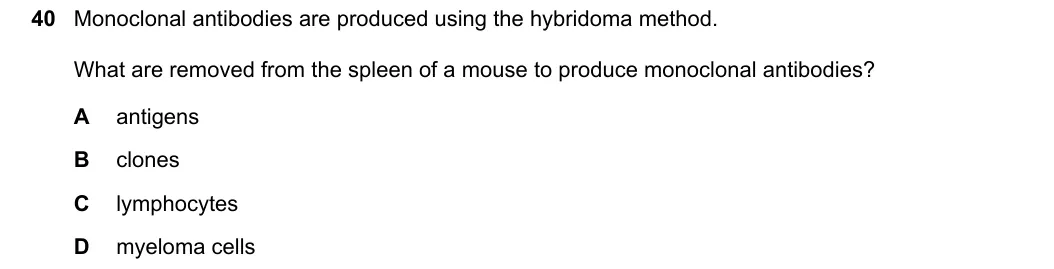 40 Monoclonal antibodies are produced using the hybridoma method.
What are removed from the spleen of a mouse to produce monoclonal antibodies?
A antigens
B clones
C lymphocytes
D myeloma cells